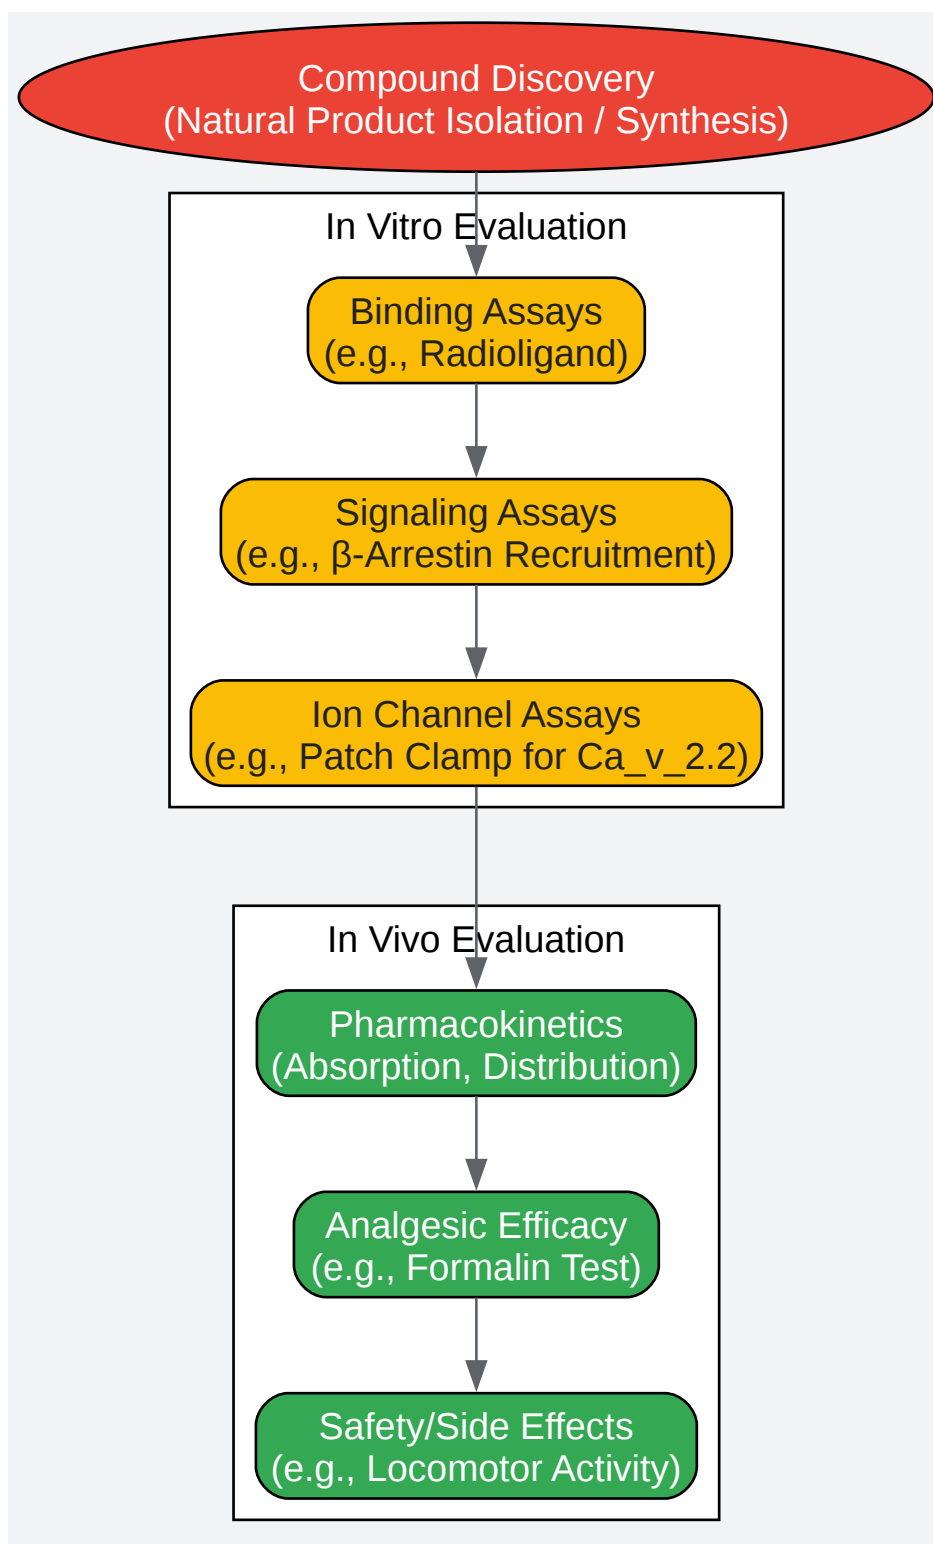 Compound Discovery
(Natural Product Isolation / Synthesis)
In Vitro Evaluation
Binding Assays
(e.g., Radioligand)
Signaling Assays
(e.g., β-Arrestin Recruitment)
Ion Channel Assays
(e.g., Patch Clamp for Ca_v_2.2)
In Vivo Evaluation
Pharmacokinetics
(Absorption, Distribution)
Analgesic Efficacy
(e.g., Formalin Test)
Safety/Side Effects
(e.g., Locomotor Activity)